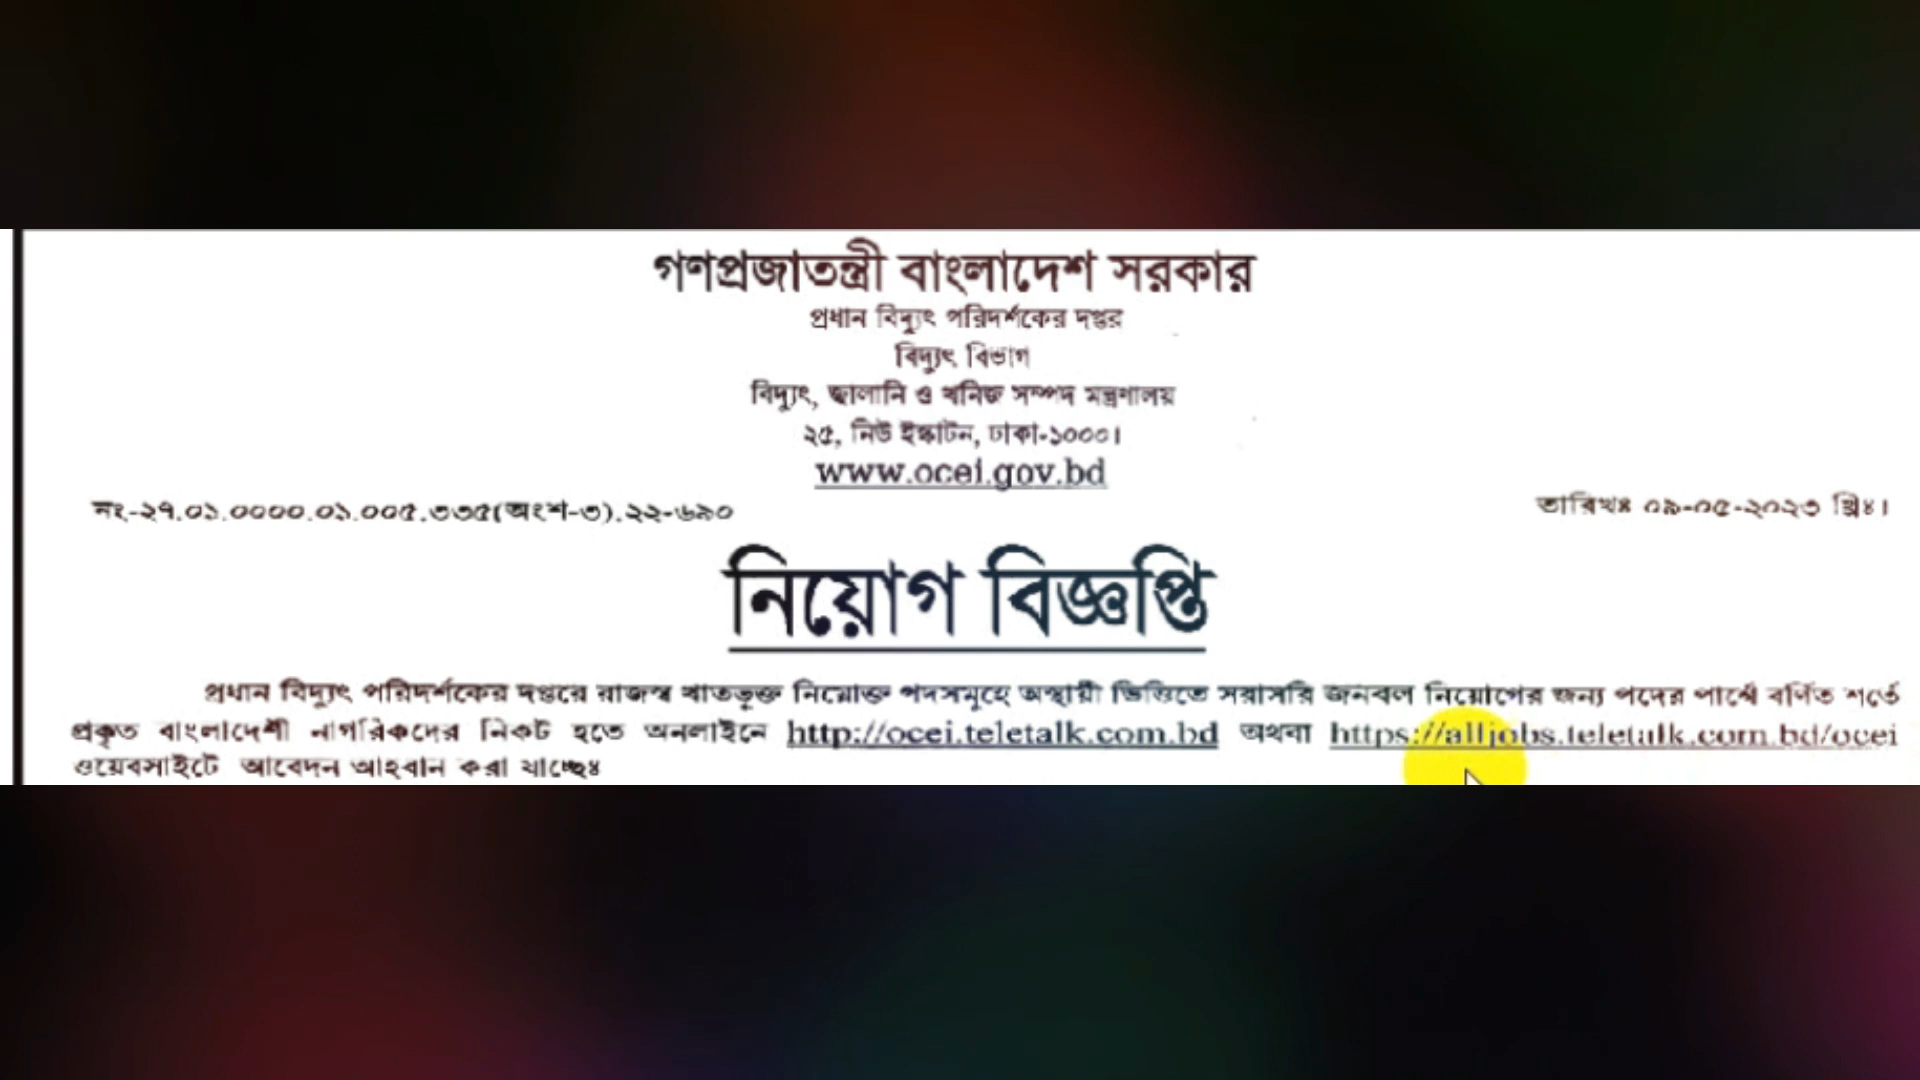 গণপ্রজাতন্ত্রী বাংলাদেশ সরকার
প্রধান বিদ্যুৎ পরিদর্শকের দপ্তর
বিদ্যুৎ বিভাগ
বিদ্যুৎ, জ্বালানি ও খনিজ সম্পদ মন্ত্রণালয়
২৫, নিউ ইস্কাটন, ঢাকা-১০০০।
www.ocei.gov.bd
নং-২৭.০১.০০০০.০১.০০৫.৩৩৫(অংশ-৩).২২-৬৯০
তারিখঃ ০৯-০৫-২০২৩ খ্রিঃ।
নিয়োগ বিজ্ঞপ্তি
প্রধান বিদ্যুৎ পরিদর্শকের দপ্তরে রাজস্ব খাতভূক্ত নিম্নোক্ত পদসমূহে অস্থায়ী ভিত্তিতে সরাসরি জনবল নিয়োগের জন্য পদের পার্শ্বে বর্ণিত শর্তে
প্রকৃত বাংলাদেশী নাগরিকদের নিকট হতে অনলাইনে http://ocei.teletalk.com.bd অথবা https://alljobs.teletalk.com.bd/ocei
ওয়েবসাইটে আবেদন আহবান করা যাচ্ছেঃ